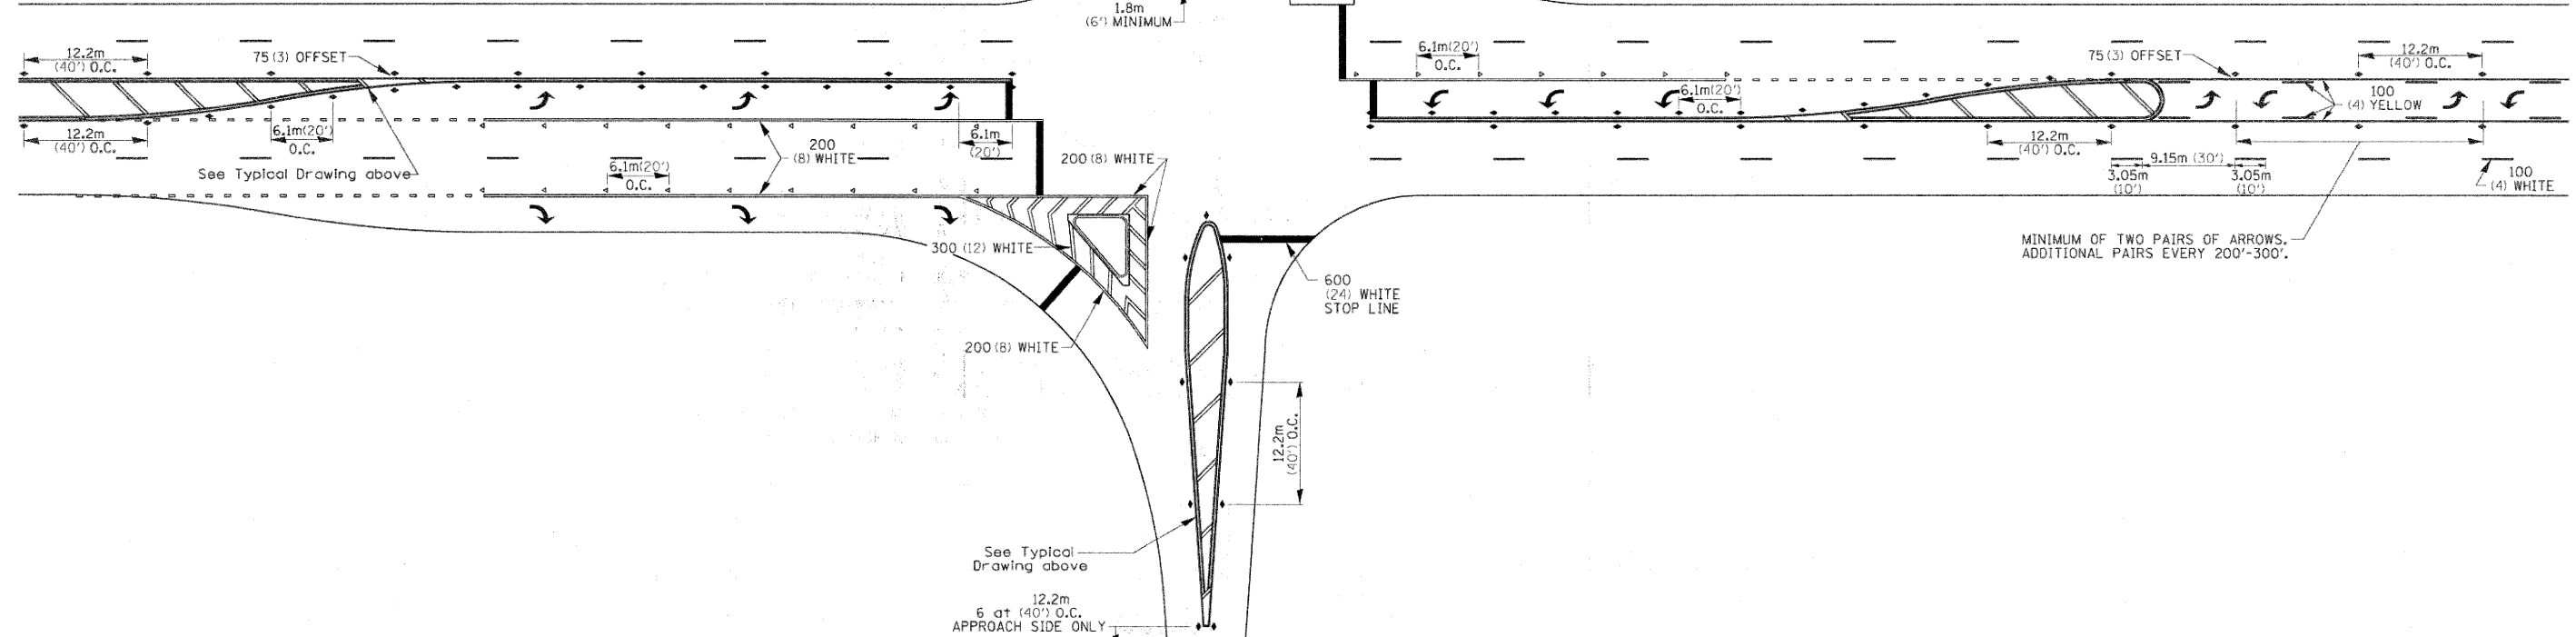 1.8m
(6') MINIMUM
12.2m
(40') O.C.
75 (3) OFFSET
6.1m(20')
O.C.
75 (3) OFFSET
12.2m
(40') O.C.
6.1m(20')
O.C.
100
(4) YELLOW
12.2m
(40') O.C.
6.1m(20')
O.C.
See Typical Drawing above
200
(8) WHITE
6.1m
(20')
6.1m(20')
O.C.
200 (8) WHITE
12.2m
(40') O.C.
9.15m (30')
3.05m
(10')
3.05m
(10')
100
(4) WHITE
300 (12) WHITE
MINIMUM OF TWO PAIRS OF ARROWS.
ADDITIONAL PAIRS EVERY 200'-300'.
600
(24) WHITE
STOP LINE
200 (8) WHITE
12.2m
(40') O.C.
See Typical
Drawing above
12.2m
6 at (40') O.C.
APPROACH SIDE ONLY